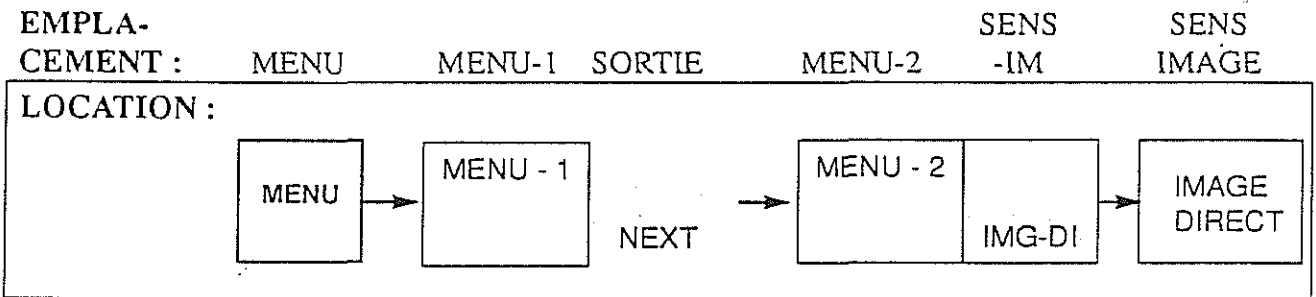 EMPLA-
CEMENT : MENU MENU-1 SORTIE MENU-2 SENS -IM SENS IMAGE
LOCATION :
MENU
MENU - 1
NEXT
MENU - 2
IMG-DI
IMAGE
DIRECT